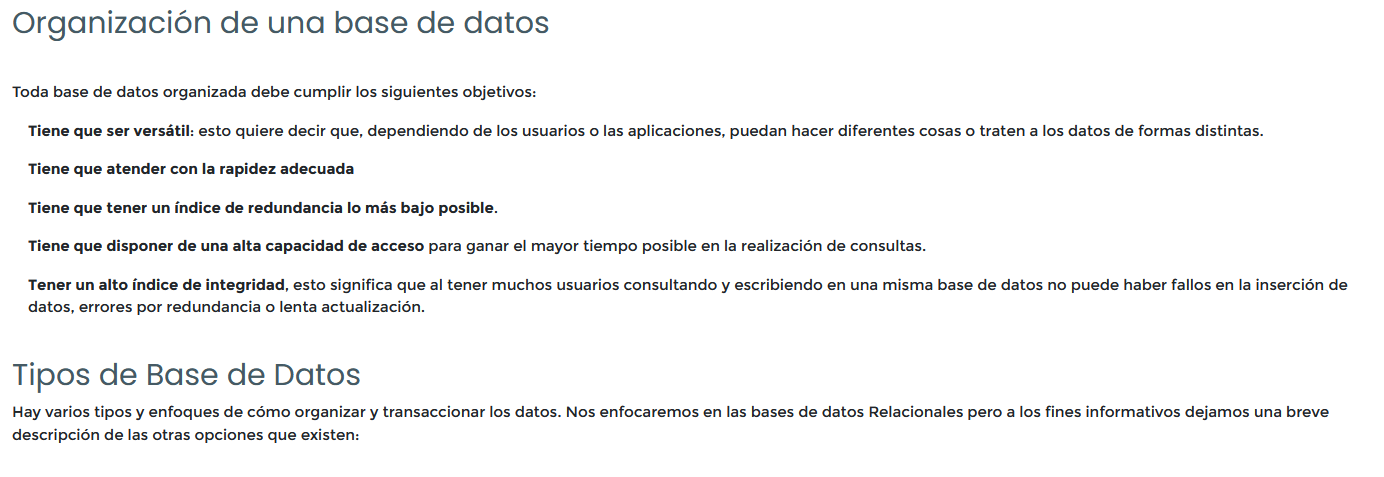 Organización de una base de datos
Toda base de datos organizada debe cumplir los siguientes objetivos:
Tiene que ser versátil: esto quiere decir que, dependiendo de los usuarios o las aplicaciones, puedan hacer diferentes cosas o traten a los datos de formas distintas.
Tiene que atender con la rapidez adecuada
Tiene que tener un índice de redundancia lo más bajo posible.
Tiene que disponer de una alta capacidad de acceso para ganar el mayor tiempo posible en la realización de consultas.
Tener un alto índice de integridad, esto significa que al tener muchos usuarios consultando y escribiendo en una misma base de datos no puede haber fallos en la inserción de
datos, errores por redundancia o lenta actualización.
Tipos de Base de Datos
Hay varios tipos y enfoques de cómo organizar y transaccionar los datos. Nos enfocaremos en las bases de datos Relacionales pero a los fines informativos dejamos una breve
descripción de las otras opciones que existen: